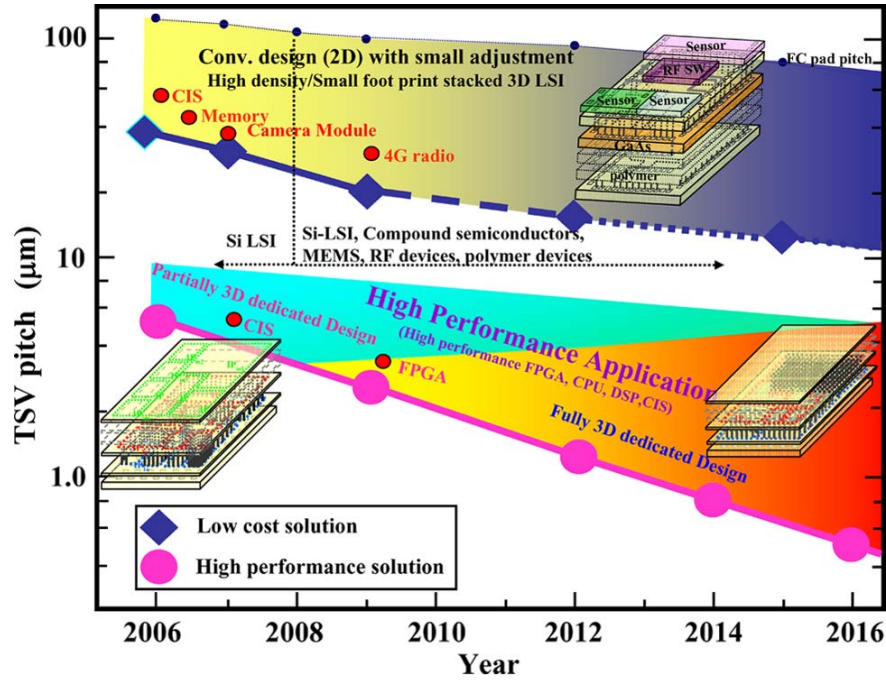 100
10
1.0
TSV pitch (μm)
Conv. design (2D) with small adjustment
High density/Small foot print stacked 3D LSI
CIS
Memory
Camera Module
4G radio
Sensor
RF SW
Sensor
Sensor
GaAs
polymer
FC pad pitch
Si LSI
Si-LSI, Compound semiconductors,
MEMS, RF devices, polymer devices
Partially 3D dedicated Design
CIS
FPGA
High Performance Application
(High performance FPGA, CPU, DSP,CIS)
Fully 3D dedicated Design
Low cost solution
High performance solution
2006
2008
2010
2012
2014
2016
Year